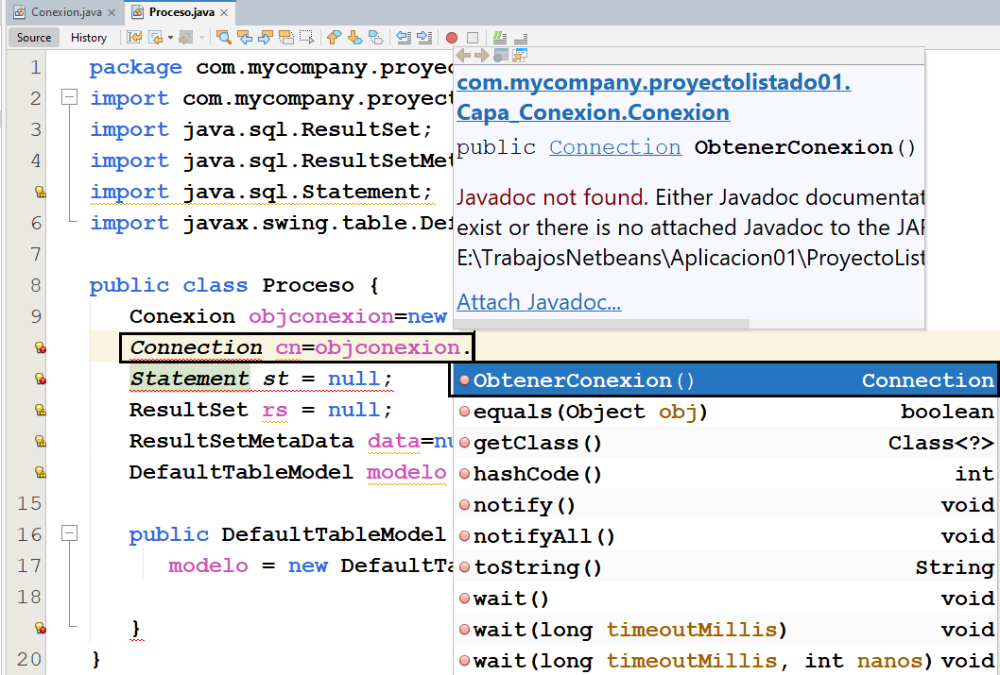 Conexion.java × Proceso.java ×
Source History
1 package com.mycompany.proyec
2 import com.mycompany.proyect
3 import java.sql.ResultSet;
4 import java.sql.ResultSetMet
import java.sql.Statement;
6 import javax.swing.table.Def
7
8 public class Proceso {
9 Conexion objconexion=new
Connection cn=objconexion.
Statement st = null;
ResultSet rs = null;
ResultSetMetaData data=nu
DefaultTableModel modelo
15
16 public DefaultTableModel
17 modelo = new DefaultTa
18
}
20 }
com.mycompany.proyectolistado01.
Capa_Conexion.Conexion
public Connection ObtenerConexion()
Javadoc not found. Either Javadoc documentat
exist or there is no attached Javadoc to the JAR
E:\TrabajosNetbeans\Aplicacion01\ProyectoList
Attach Javadoc...
ObtenerConexion() Connection
equals(Object obj) boolean
getClass() Class<?>
hashCode() int
notify() void
notifyAll() void
toString() String
wait() void
wait(long timeoutMillis) void
wait(long timeoutMillis, int nanos) void